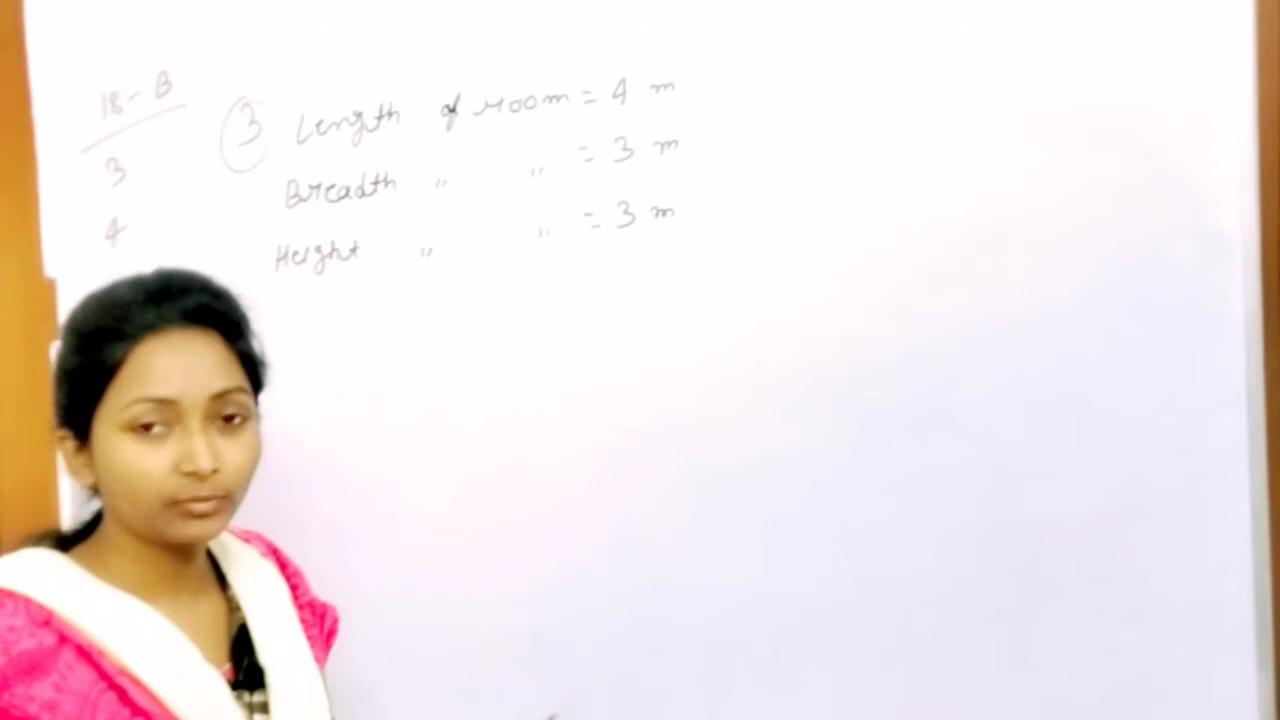 18-B
3
4
③ Length of room = 4 m
Breadth " " = 3 m
Height " " = 3 m